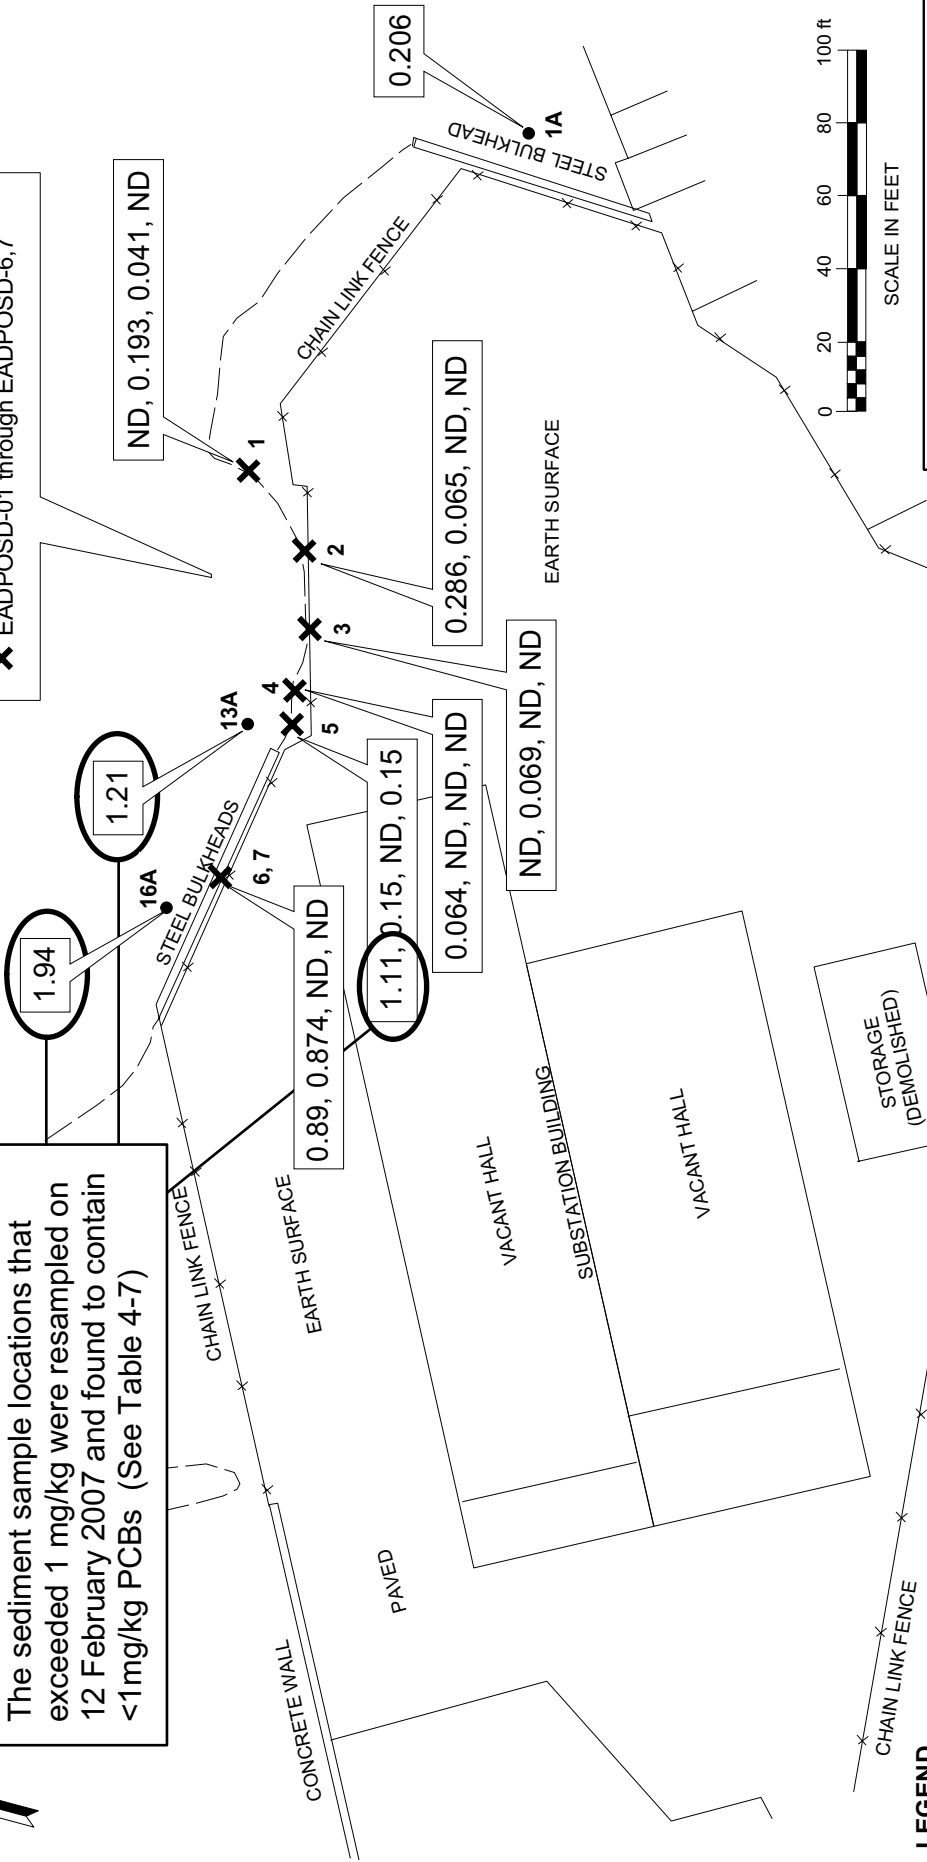 The sediment sample locations that
exceeded 1 mg/kg were resampled on
12 February 2007 and found to contain
<1mg/kg PCBs (See Table 4-7)
EADPOSD-01 through EADPOSD-6,7
1.94
1.21
ND, 0.193, 0.041, ND
0.206
16A
13A
1
1A
STEEL BULKHEADS
STEEL BULKHEAD
6, 7
5
4
3
2
CHAIN LINK FENCE
CHAIN LINK FENCE
0.89, 0.874, ND, ND
1.11, 0.15, ND, 0.15
0.064, ND, ND, ND
ND, 0.069, ND, ND
0.286, 0.065, ND, ND
EARTH SURFACE
EARTH SURFACE
CONCRETE WALL
PAVED
VACANT HALL
SUBSTATION BUILDING
VACANT HALL
STORAGE
(DEMOLISHED)
CHAIN LINK FENCE
0 20 40 60 80 100 ft
SCALE IN FEET
LEGEND